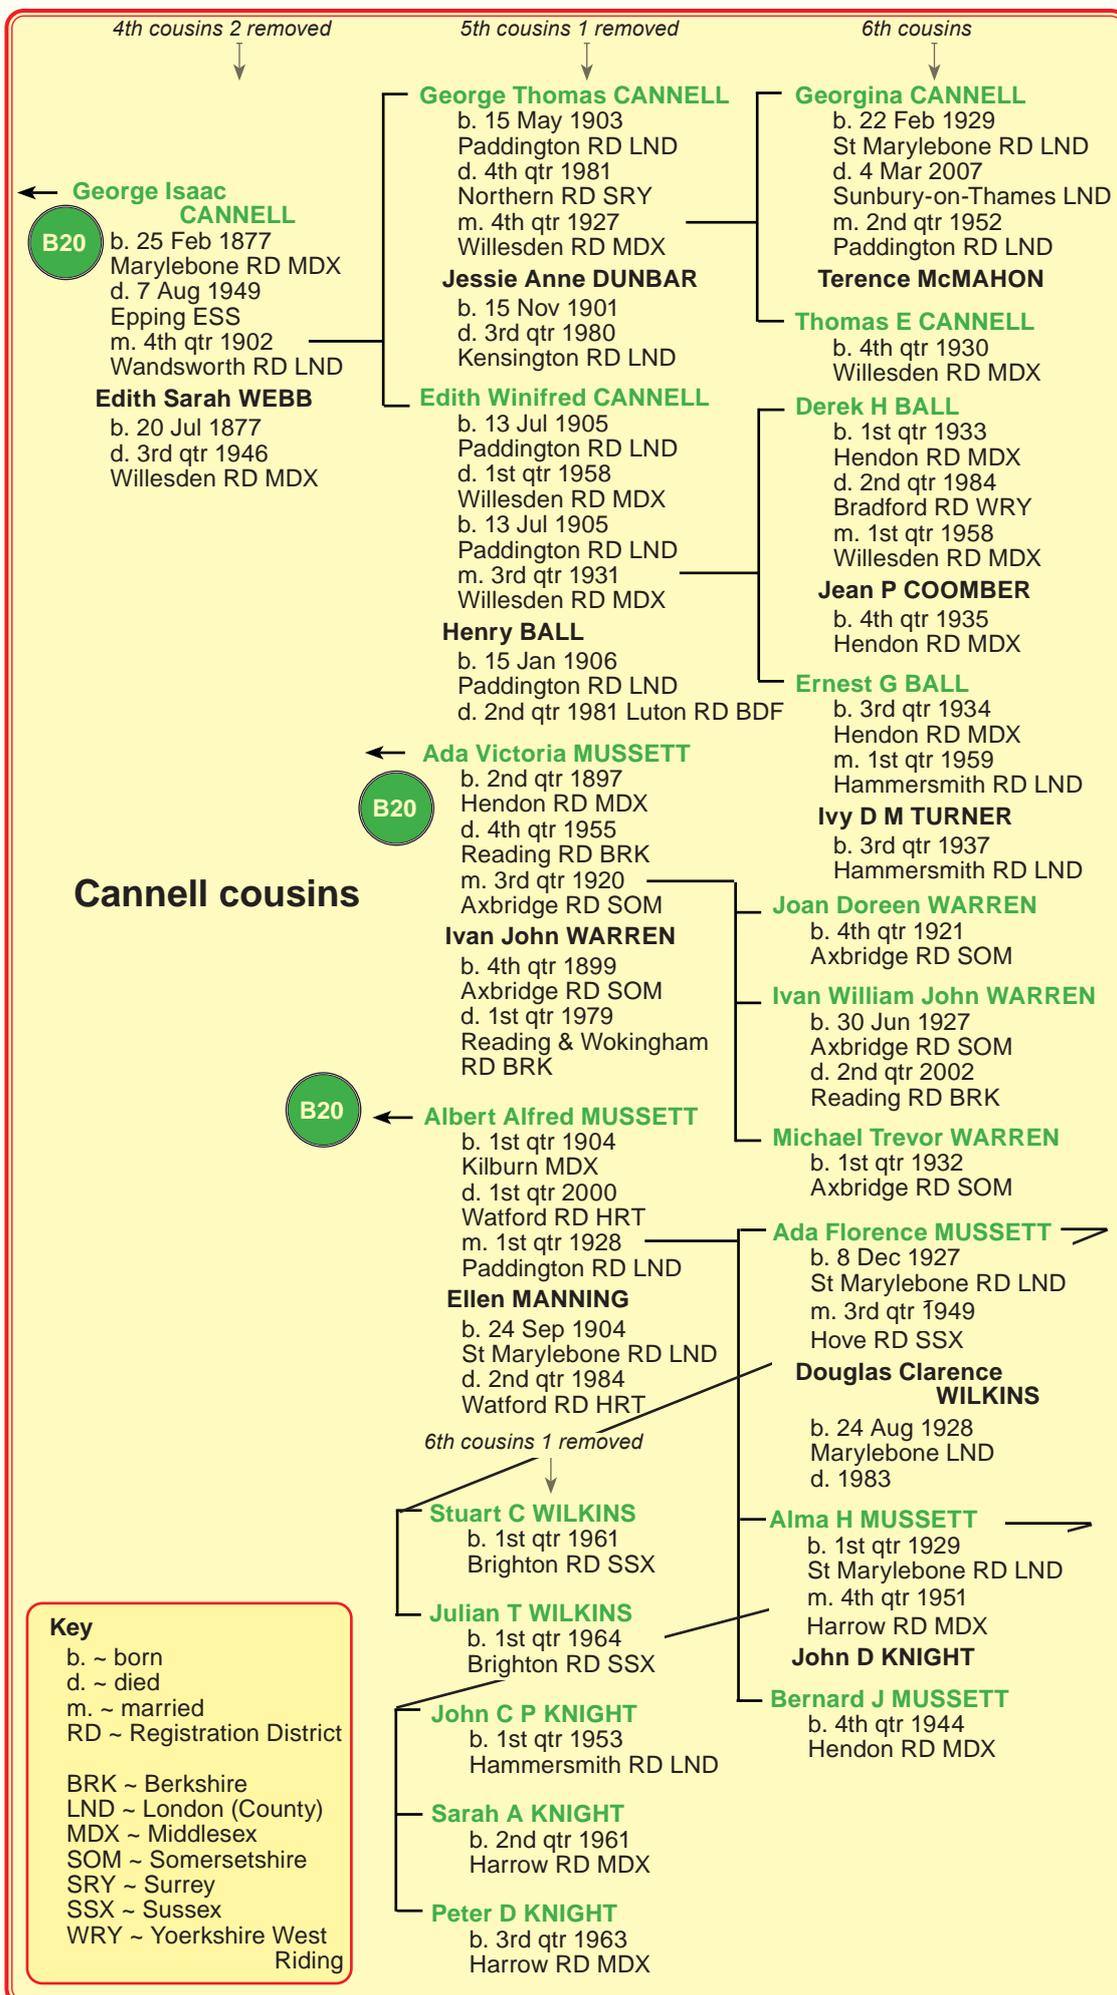 4th cousins 2 removed
George Isaac
CANNELL
B20
b. 25 Feb 1877
Marylebone RD MDX
d. 7 Aug 1949
Epping ESS
m. 4th qtr 1902
Wandsworth RD LND
Edith Sarah WEBB
b. 20 Jul 1877
d. 3rd qtr 1946
Willesden RD MDX
5th cousins 1 removed
George Thomas CANNELL
b. 15 May 1903
Paddington RD LND
d. 4th qtr 1981
Northern RD SRY
m. 4th qtr 1927
Willesden RD MDX
Jessie Anne DUNBAR
b. 15 Nov 1901
d. 3rd qtr 1980
Kensington RD LND
Edith Winifred CANNELL
b. 13 Jul 1905
Paddington RD LND
d. 1st qtr 1958
Willesden RD MDX
b. 13 Jul 1905
Paddington RD LND
m. 3rd qtr 1931
Willesden RD MDX
Henry BALL
b. 15 Jan 1906
Paddington RD LND
d. 2nd qtr 1981 Luton RD BDF
Ada Victoria MUSSETT
B20
b. 2nd qtr 1897
Hendon RD MDX
d. 4th qtr 1955
Reading RD BRK
m. 3rd qtr 1920
Axbridge RD SOM
Ivan John WARREN
b. 4th qtr 1899
Axbridge RD SOM
d. 1st qtr 1979
Reading & Wokingham
RD BRK
B20
Albert Alfred MUSSETT
b. 1st qtr 1904
Kilburn MDX
d. 1st qtr 2000
Watford RD HRT
m. 1st qtr 1928
Paddington RD LND
Ellen MANNING
b. 24 Sep 1904
St Marylebone RD LND
d. 2nd qtr 1984
Watford RD HRT
6th cousins
Georgina CANNELL
b. 22 Feb 1929
St Marylebone RD LND
d. 4 Mar 2007
Sunbury-on-Thames LND
m. 2nd qtr 1952
Paddington RD LND
Terence McMAHON
Thomas E CANNELL
b. 4th qtr 1930
Willesden RD MDX
Derek H BALL
b. 1st qtr 1933
Hendon RD MDX
d. 2nd qtr 1984
Bradford RD WRY
m. 1st qtr 1958
Willesden RD MDX
Jean P COOMBER
b. 4th qtr 1935
Hendon RD MDX
Ernest G BALL
b. 3rd qtr 1934
Hendon RD MDX
m. 1st qtr 1959
Hammersmith RD LND
Ivy D M TURNER
b. 3rd qtr 1937
Hammersmith RD LND
Joan Doreen WARREN
b. 4th qtr 1921
Axbridge RD SOM
Ivan William John WARREN
b. 30 Jun 1927
Axbridge RD SOM
d. 2nd qtr 2002
Reading RD BRK
Michael Trevor WARREN
b. 1st qtr 1932
Axbridge RD SOM
Ada Florence MUSSETT
b. 8 Dec 1927
St Marylebone RD LND
m. 3rd qtr 1949
Hove RD SSX
Douglas Clarence
WILKINS
b. 24 Aug 1928
Marylebone LND
d. 1983
Alma H MUSSETT
b. 1st qtr 1929
St Marylebone RD LND
m. 4th qtr 1951
Harrow RD MDX
John D KNIGHT
Bernard J MUSSETT
b. 4th qtr 1944
Hendon RD MDX
6th cousins 1 removed
Stuart C WILKINS
b. 1st qtr 1961
Brighton RD SSX
Julian T WILKINS
b. 1st qtr 1964
Brighton RD SSX
John C P KNIGHT
b. 1st qtr 1953
Hammersmith RD LND
Sarah A KNIGHT
b. 2nd qtr 1961
Harrow RD MDX
Peter D KNIGHT
b. 3rd qtr 1963
Harrow RD MDX
Cannell cousins
Key
b. ~ born
d. ~ died
m. ~ married
RD ~ Registration District
BRK ~ Berkshire
LND ~ London (County)
MDX ~ Middlesex
SOM ~ Somersetshire
SRY ~ Surrey
SSX ~ Sussex
WRY ~ Yoerkshire West
Riding